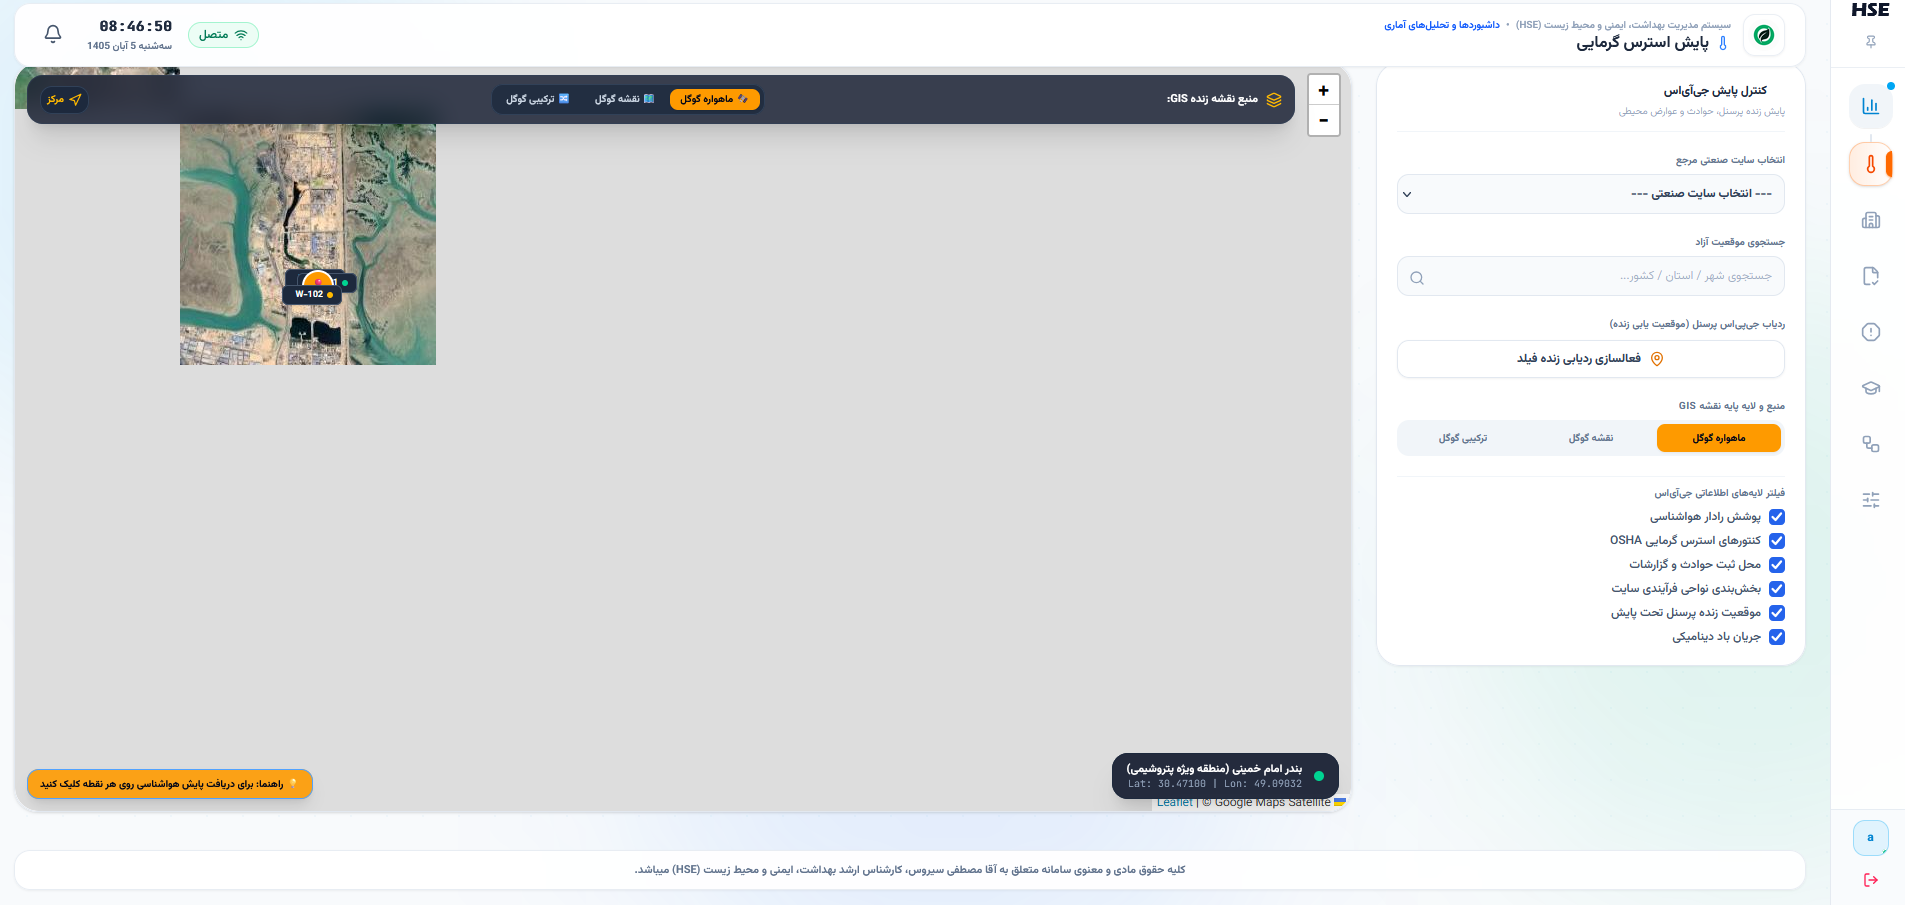 HSE
سیستم مدیریت بهداشت، ایمنی و محیط زیست (HSE) • داشبوردها و تحلیل‌های آماری
پایش استرس گرمایی
متصل
08:46:50
سه‌شنبه 5 آبان 1405
کنترل پایش جی‌آی‌اس
پایش زنده پرسنل، حوادث و عوارض محیطی
انتخاب سایت صنعتی مرجع
--- انتخاب سایت صنعتی ---
جستجوی موقعیت آزاد
جستجوی شهر / استان / کشور...
ردیاب جی‌پی‌اس پرسنل (موقعیت یابی زنده)
فعالسازی ردیابی زنده فیلد
منبع و لایه پایه نقشه GIS
ماهواره گوگل
نقشه گوگل
ترکیبی گوگل
فیلتر لایه‌های اطلاعاتی جی‌آی‌اس
پوشش رادار هواشناسی
کنتورهای استرس گرمایی OSHA
محل ثبت حوادث و گزارشات
بخش‌بندی نواحی فرآیندی سایت
موقعیت زنده پرسنل تحت پایش
جریان باد دینامیکی
+
-
منبع نقشه زنده GIS:
ماهواره گوگل
نقشه گوگل
ترکیبی گوگل
مرکز
W-102
بندر امام خمینی (منطقه ویژه پتروشیمی)
Lat: 30.47100 | Lon: 49.09032
Leaflet | © Google Maps Satellite
راهنما: برای دریافت پایش هواشناسی روی هر نقطه کلیک کنید
a
کلیه حقوق مادی و معنوی سامانه متعلق به آقا مصطفی سیروس، کارشناس ارشد بهداشت، ایمنی و محیط زیست (HSE) میباشد.